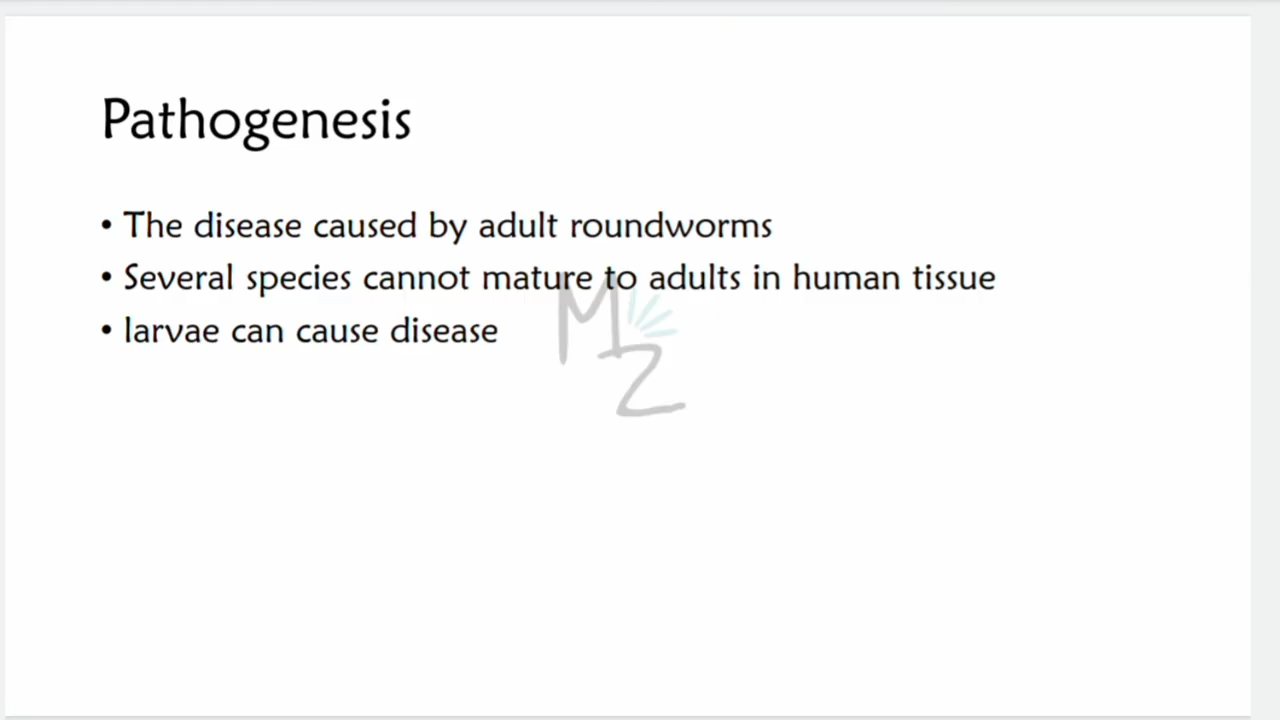 Pathogenesis
• The disease caused by adult roundworms
• Several species cannot mature to adults in human tissue
• larvae can cause disease
MZ